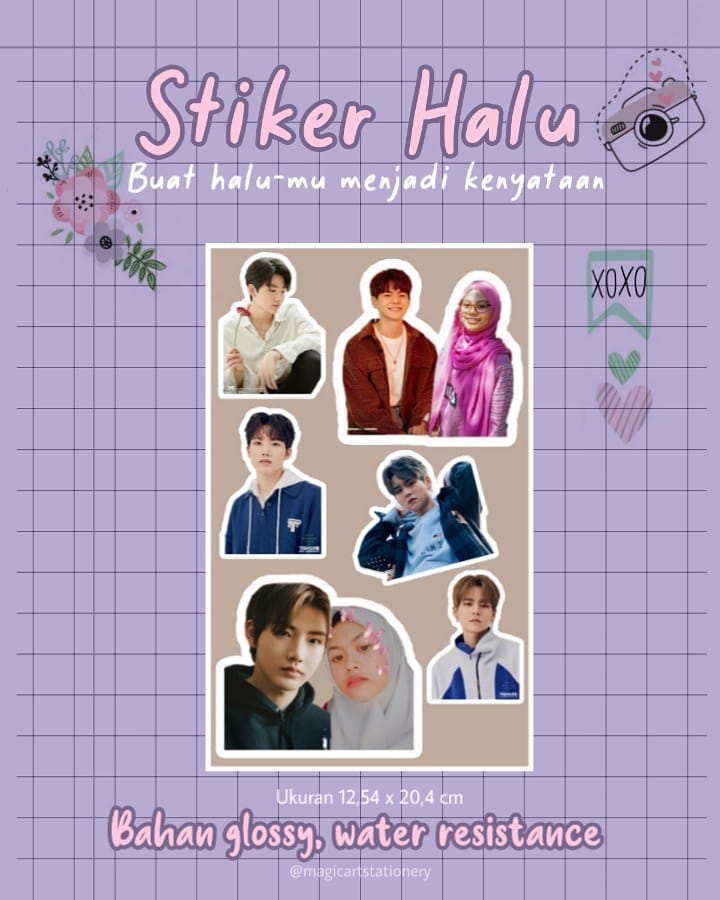 Stiker Halu
Buat halu-mu menjadi kenyataan
XOXO
Ukuran 12,54 x 20,4 cm
Bahan glossy, water resistance
@magicartstationery